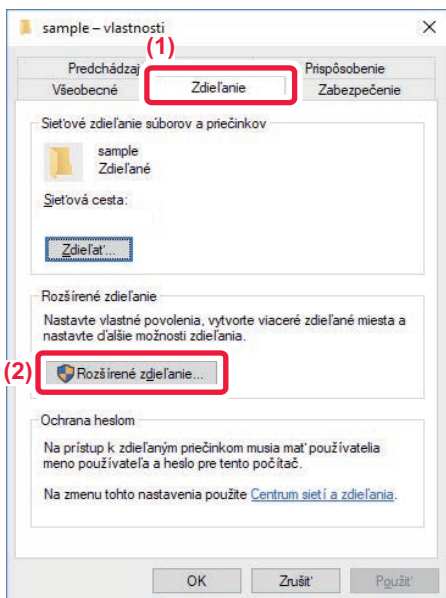 sample – vlastnosti
(1)
Predchádzaj
Prispôsobenie
Všeobecné
Zdieľanie
Zabezpečenie
Sieťové zdieľanie súborov a priečinkov
sample
Zdieľané
Sieťová cesta:
Zdieľať...
Rozšírené zdieľanie
Nastavte vlastné povolenia, vytvorte viaceré zdieľané miesta a
nastavte ďalšie možnosti zdieľania.
(2)
Rozšírené zdieľanie...
Ochrana heslom
Na prístup k zdieľaným priečinkom musia mať používatelia
meno používateľa a heslo pre tento počítač.
Na zmenu tohto nastavenia použite Centrum sietí a zdieľania.
OK
Zrušiť
Použiť